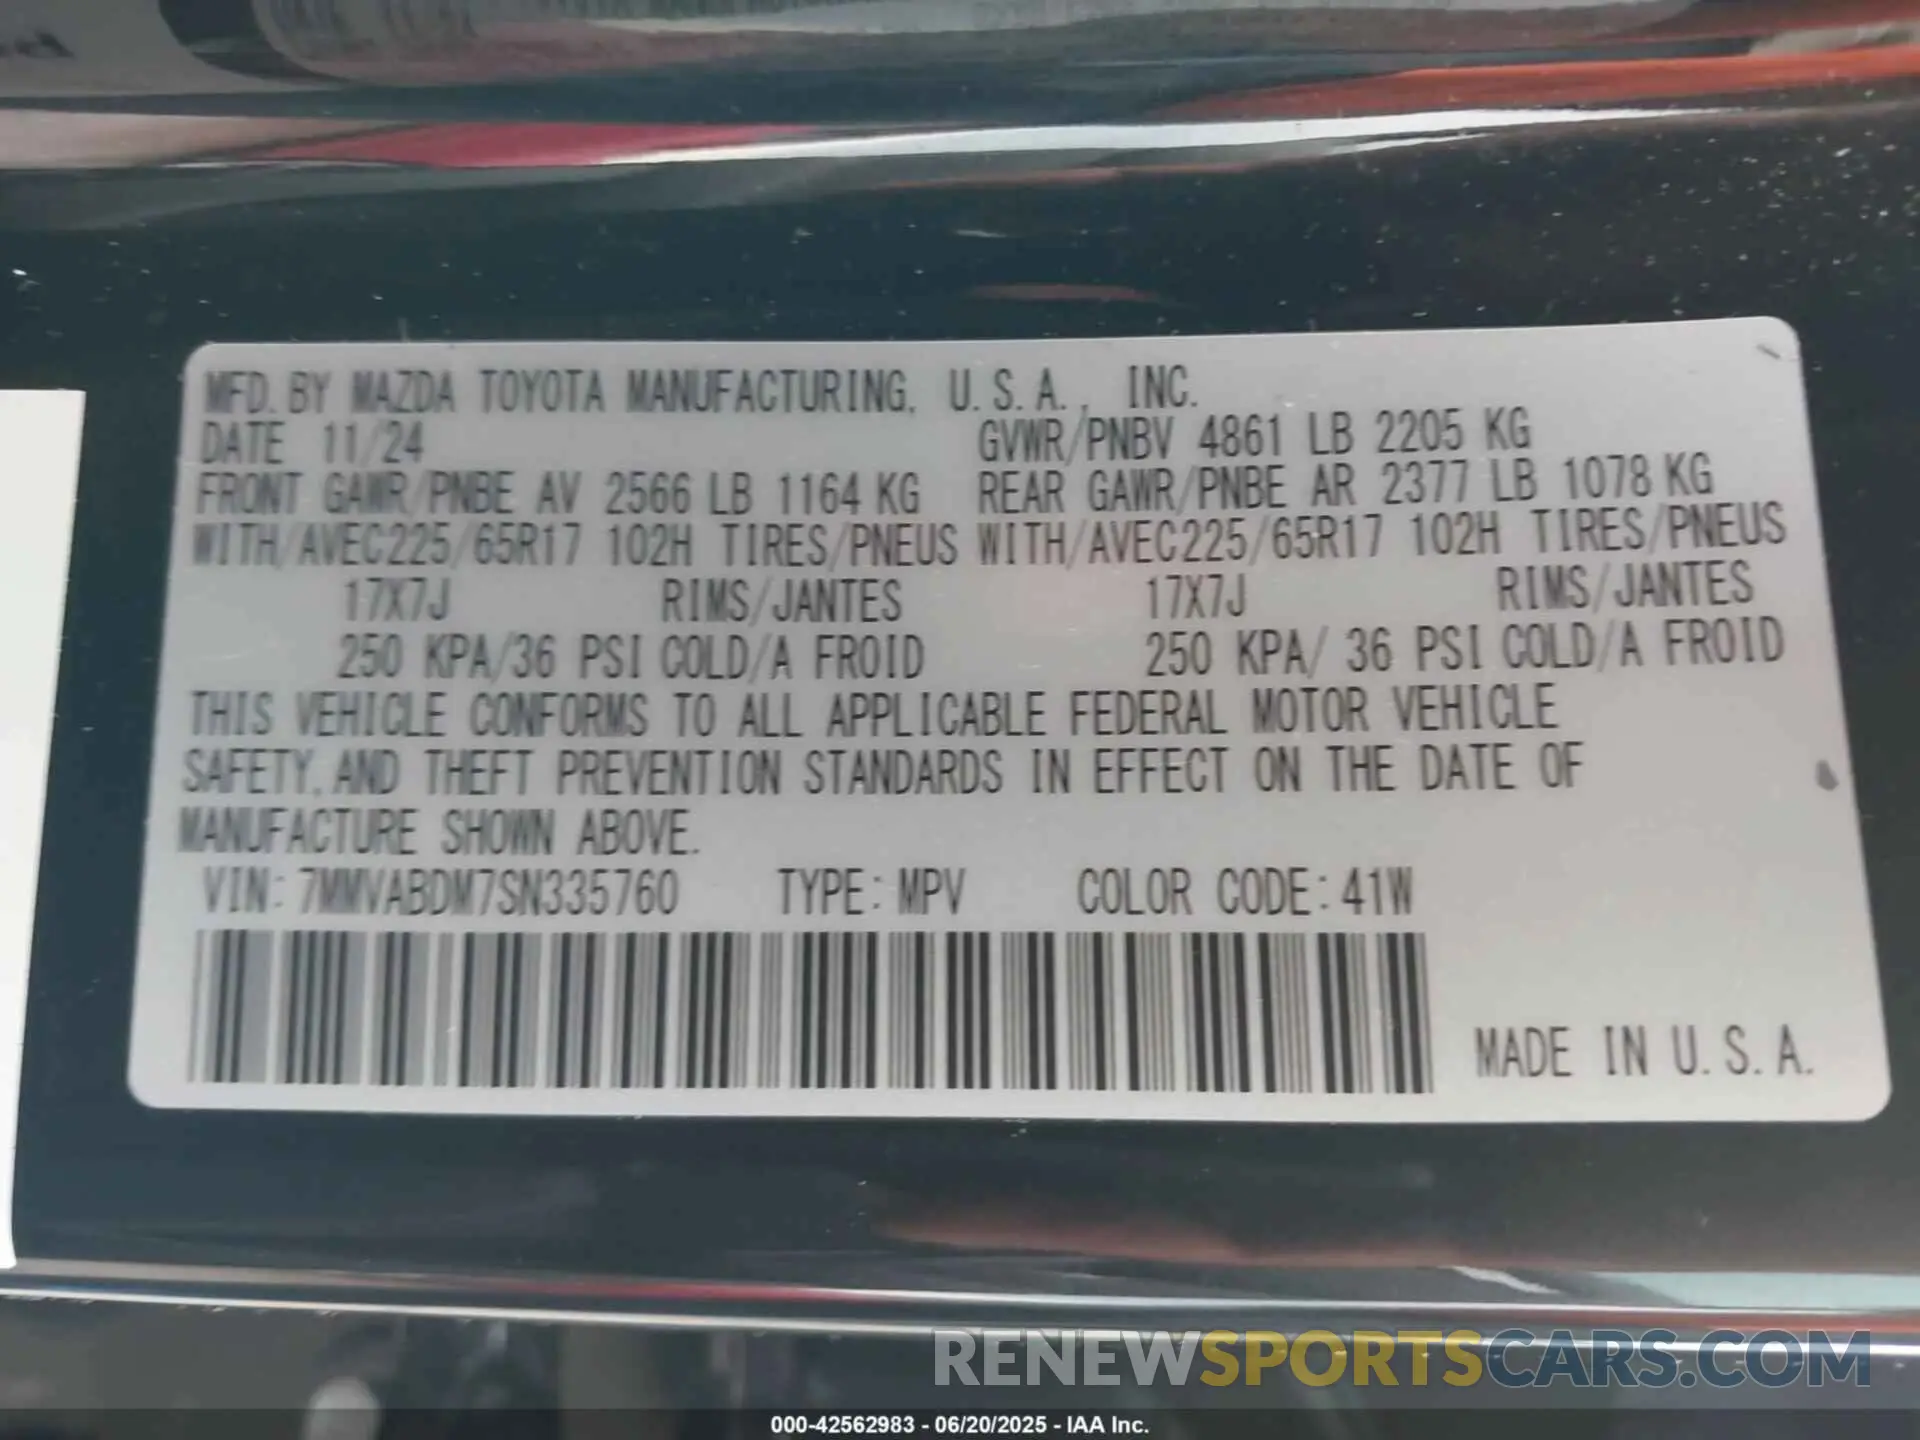 MFD. BY MAZDA TOYOTA MANUFACTURING, U.S.A., INC.
DATE 11/24 GVWR/PNBV 4861 LB 2205 KG
FRONT GAWR/PNBE AV 2566 LB 1164 KG REAR GAWR/PNBE AR 2377 LB 1078 KG
WITH/AVEC225/65R17 102H TIRES/PNEUS WITH/AVEC225/65R17 102H TIRES/PNEUS
17X7J RIMS/JANTES 17X7J RIMS/JANTES
250 KPA/36 PSI COLD/A FROID 250 KPA/ 36 PSI COLD/A FROID
THIS VEHICLE CONFORMS TO ALL APPLICABLE FEDERAL MOTOR VEHICLE
SAFETY, AND THEFT PREVENTION STANDARDS IN EFFECT ON THE DATE OF
MANUFACTURE SHOWN ABOVE.
VIN: 7MMVABDM7SN335760 TYPE: MPV COLOR CODE: 41W
MADE IN U.S.A.
RENEWSPORTSCARS.COM
000-42562983 - 06/20/2025 - IAA Inc.